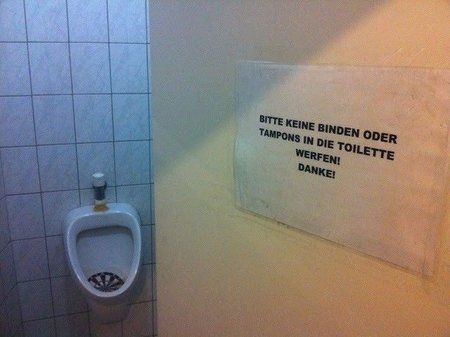 BITTE KEINE BINDEN ODER
TAMPONS IN DIE TOILETTE
WERFEN!
DANKE!